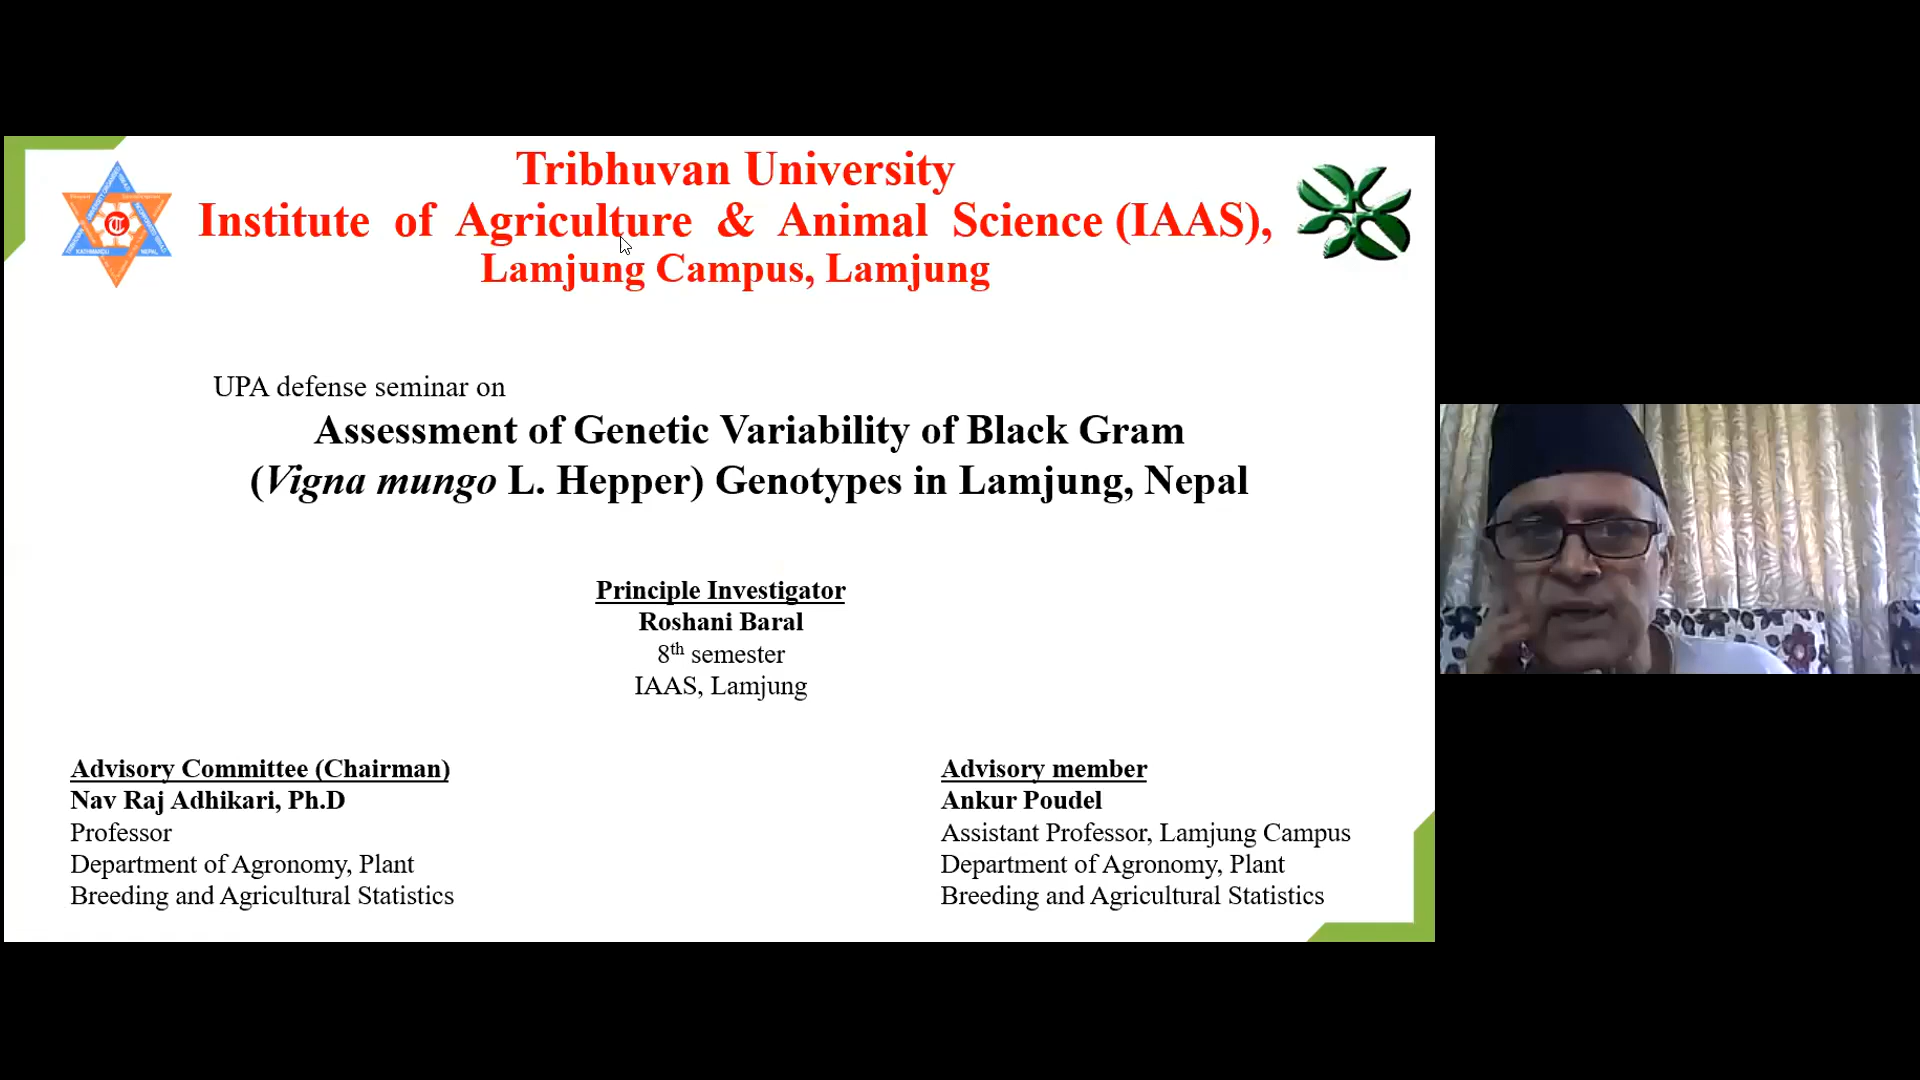 Tribhuvan University
Institute of Agriculture & Animal Science (IAAS),
Lamjung Campus, Lamjung
UPA defense seminar on
Assessment of Genetic Variability of Black Gram
(Vigna mungo L. Hepper) Genotypes in Lamjung, Nepal
Principle Investigator
Roshani Baral
8th semester
IAAS, Lamjung
Advisory Committee (Chairman)
Nav Raj Adhikari, Ph.D
Professor
Department of Agronomy, Plant
Breeding and Agricultural Statistics
Advisory member
Ankur Poudel
Assistant Professor, Lamjung Campus
Department of Agronomy, Plant
Breeding and Agricultural Statistics